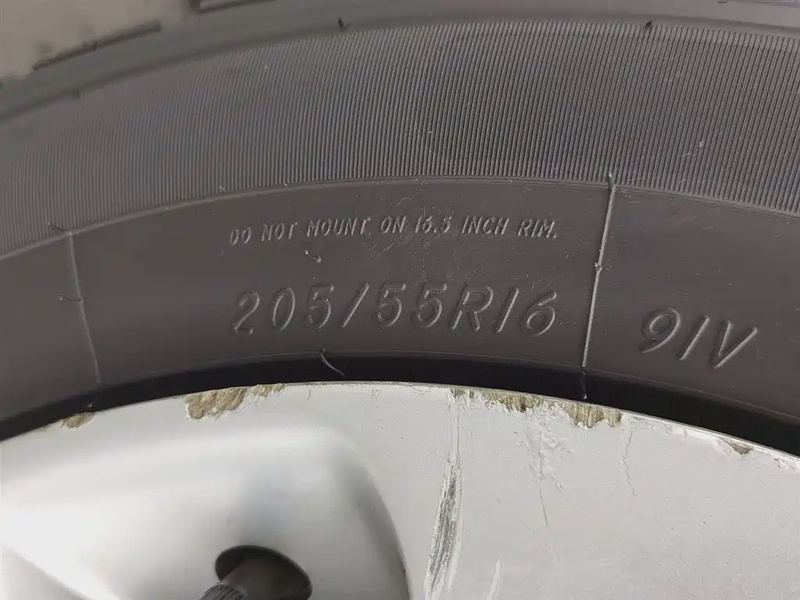 DO NOT MOUNT ON 16.5 INCH RIM.
205/55R16 91V